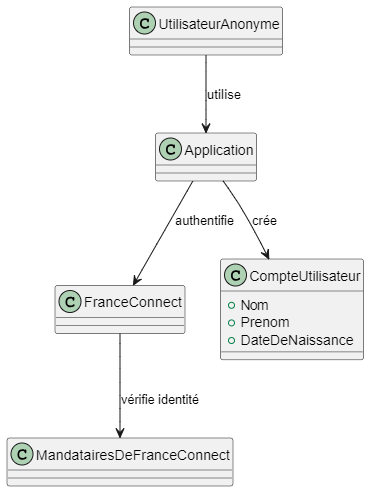 C UtilisateurAnonyme
utilise
C Application
authentifie
crée
C FranceConnect
C CompteUtilisateur
Nom
Prenom
DateDeNaissance
vérifie identité
C MandatairesDeFranceConnect